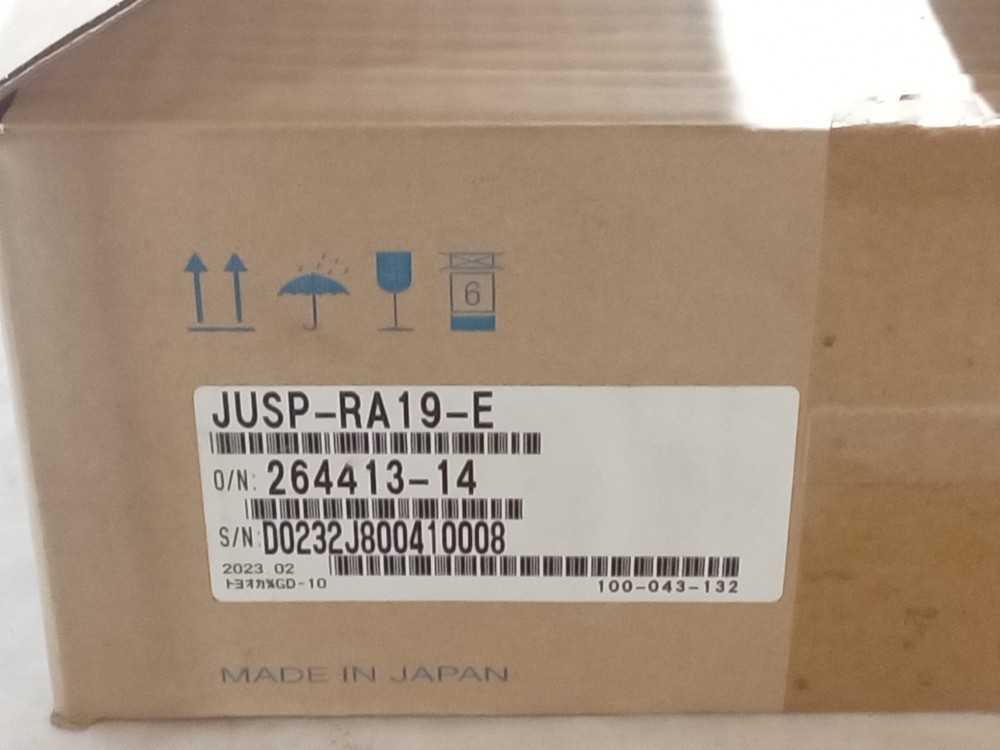 6
JUSP-RA19-E
O/N: 264413-14
S/N: D0232J800410008
2023 02
トヨオカ%GD-10
100-043-132
MADE IN JAPAN